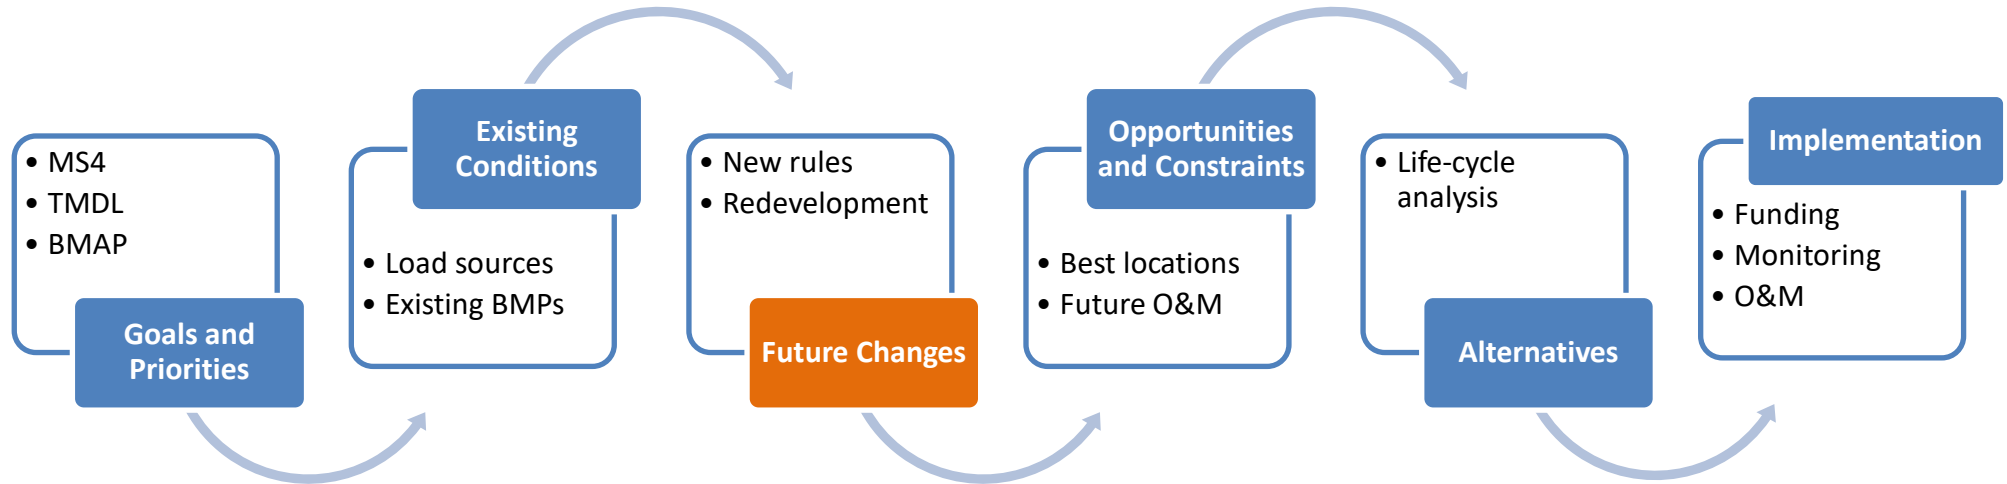 • MS4
• TMDL
• BMAP
Goals and
Priorities
Existing
Conditions
• Load sources
• Existing BMPs
• New rules
• Redevelopment
Future Changes
Opportunities
and Constraints
• Best locations
• Future O&M
• Life-cycle
analysis
Alternatives
Implementation
• Funding
• Monitoring
• O&M